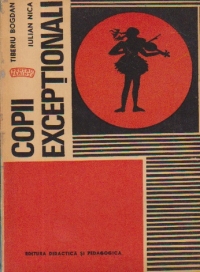 TIBERIU BOGDAN
IULIAN NICA
COPII
EXCEPȚIONALI
EDITURA DIDACTICĂ ȘI PEDAGOGICĂ